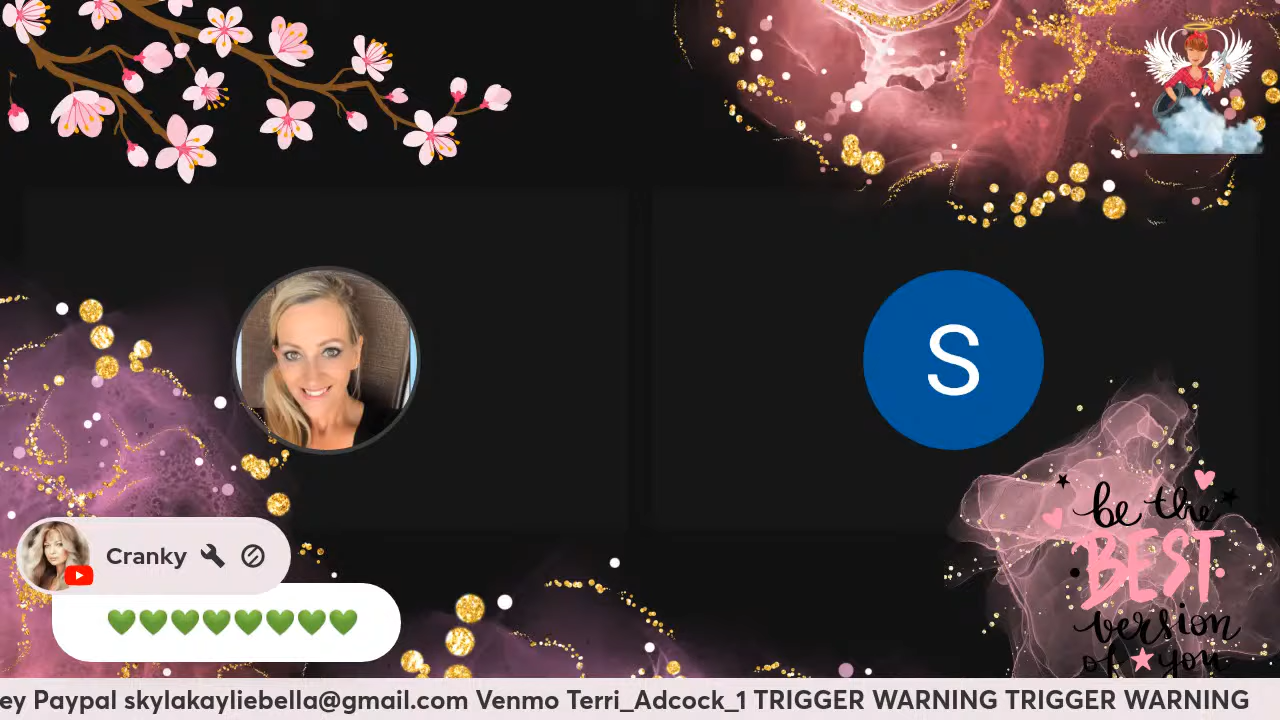 S
be the
BEST
version
of you
Cranky
ey Paypal skylakayliebella@gmail.com Venmo Terri_Adcock_1 TRIGGER WARNING TRIGGER WARNING